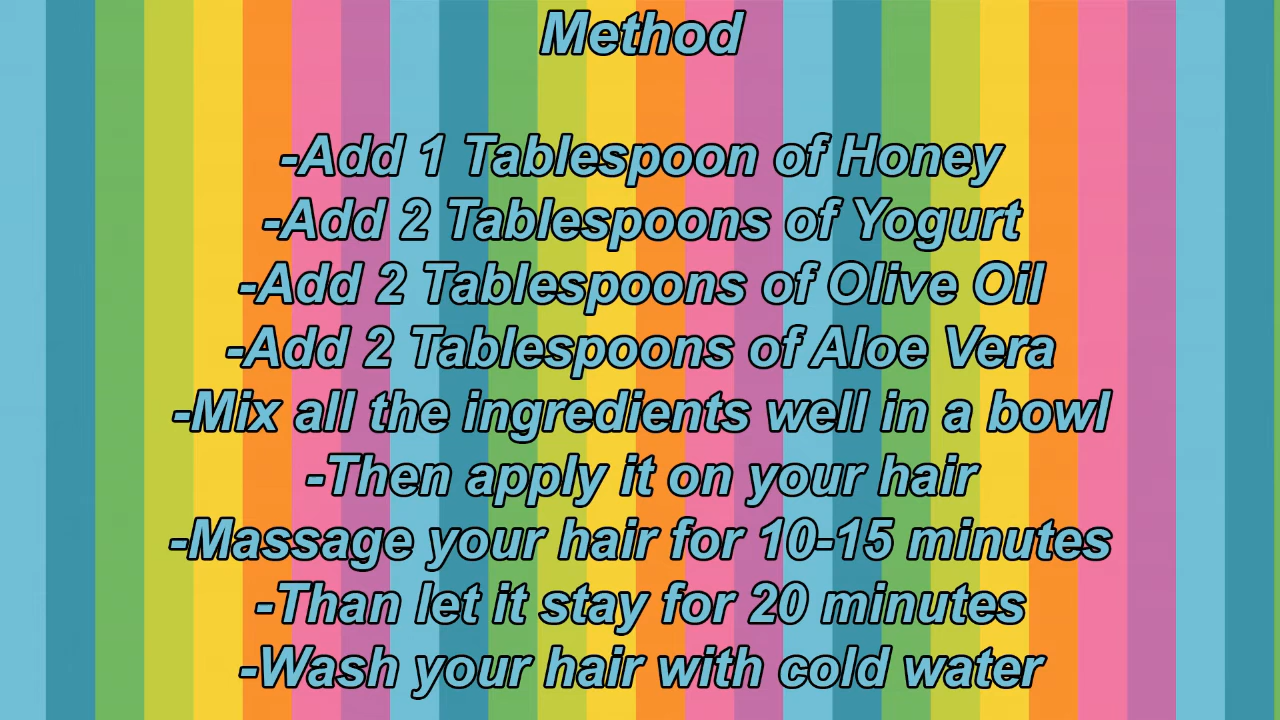 Method
-Add 1 Tablespoon of Honey
-Add 2 Tablespoons of Yogurt
-Add 2 Tablespoons of Olive Oil
-Add 2 Tablespoons of Aloe Vera
-Mix all the ingredients well in a bowl
-Then apply it on your hair
-Massage your hair for 10-15 minutes
-Than let it stay for 20 minutes
-Wash your hair with cold water